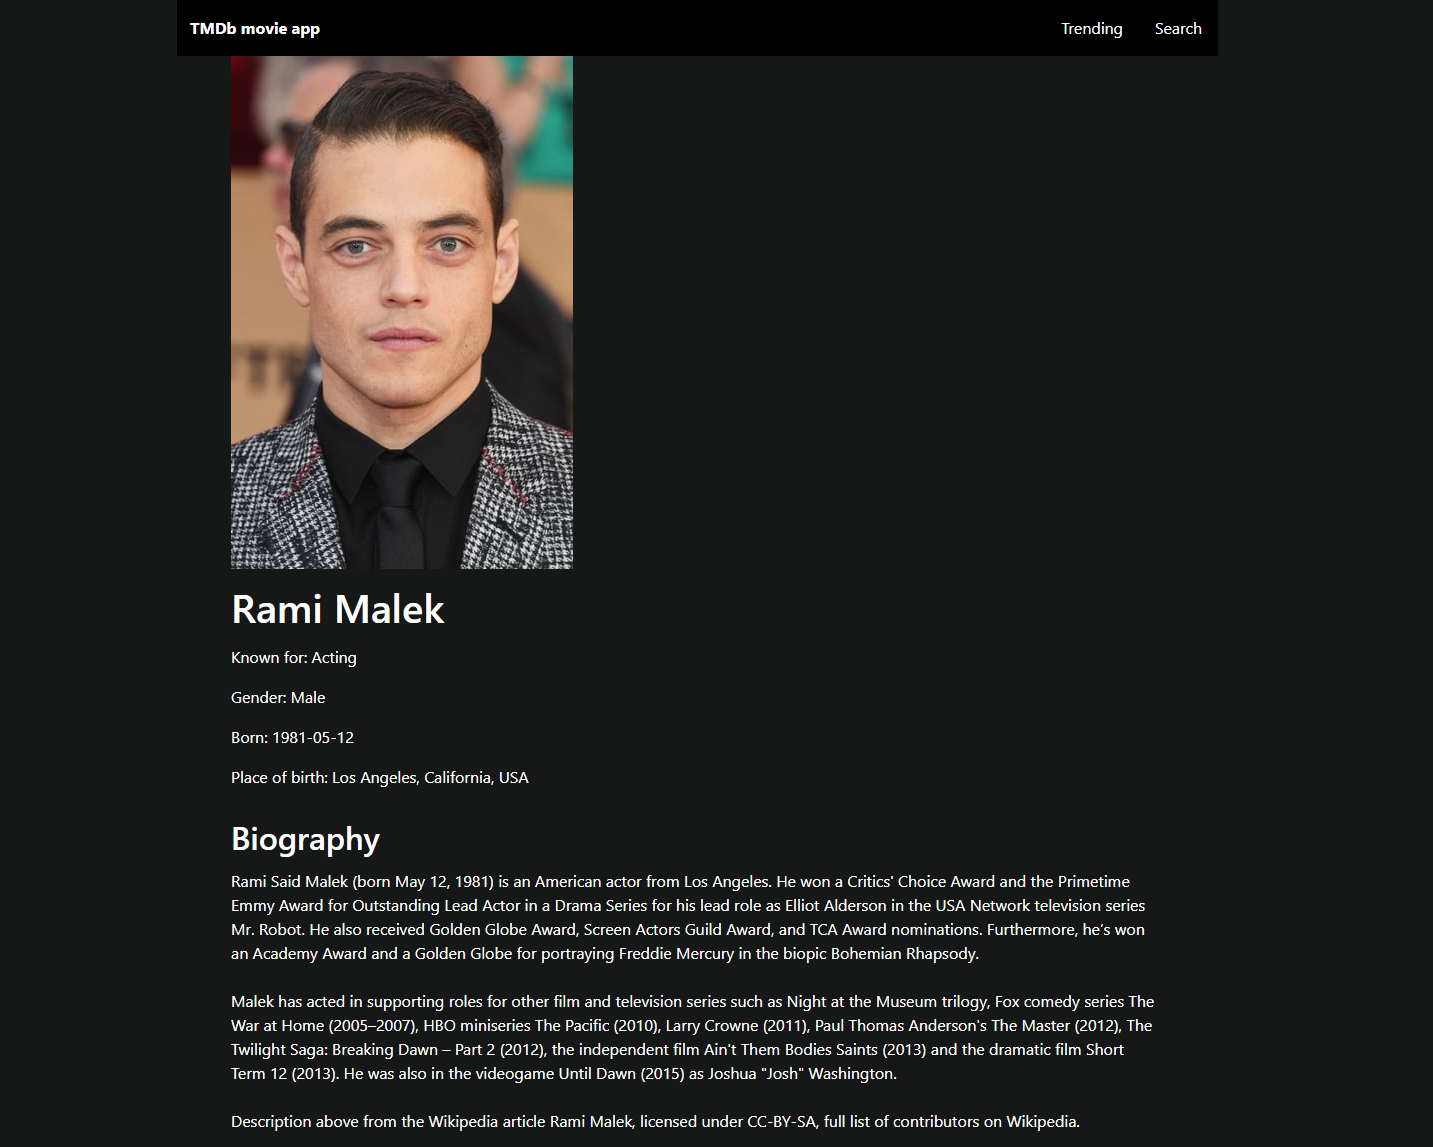 TMDb movie app
Trending
Search
Rami Malek
Known for: Acting
Gender: Male
Born: 1981-05-12
Place of birth: Los Angeles, California, USA
Biography
Rami Said Malek (born May 12, 1981) is an American actor from Los Angeles. He won a Critics' Choice Award and the Primetime
Emmy Award for Outstanding Lead Actor in a Drama Series for his lead role as Elliot Alderson in the USA Network television series
Mr. Robot. He also received Golden Globe Award, Screen Actors Guild Award, and TCA Award nominations. Furthermore, he’s won
an Academy Award and a Golden Globe for portraying Freddie Mercury in the biopic Bohemian Rhapsody.
Malek has acted in supporting roles for other film and television series such as Night at the Museum trilogy, Fox comedy series The
War at Home (2005–2007), HBO miniseries The Pacific (2010), Larry Crowne (2011), Paul Thomas Anderson's The Master (2012), The
Twilight Saga: Breaking Dawn – Part 2 (2012), the independent film Ain't Them Bodies Saints (2013) and the dramatic film Short
Term 12 (2013). He was also in the videogame Until Dawn (2015) as Joshua "Josh" Washington.
Description above from the Wikipedia article Rami Malek, licensed under CC-BY-SA, full list of contributors on Wikipedia.